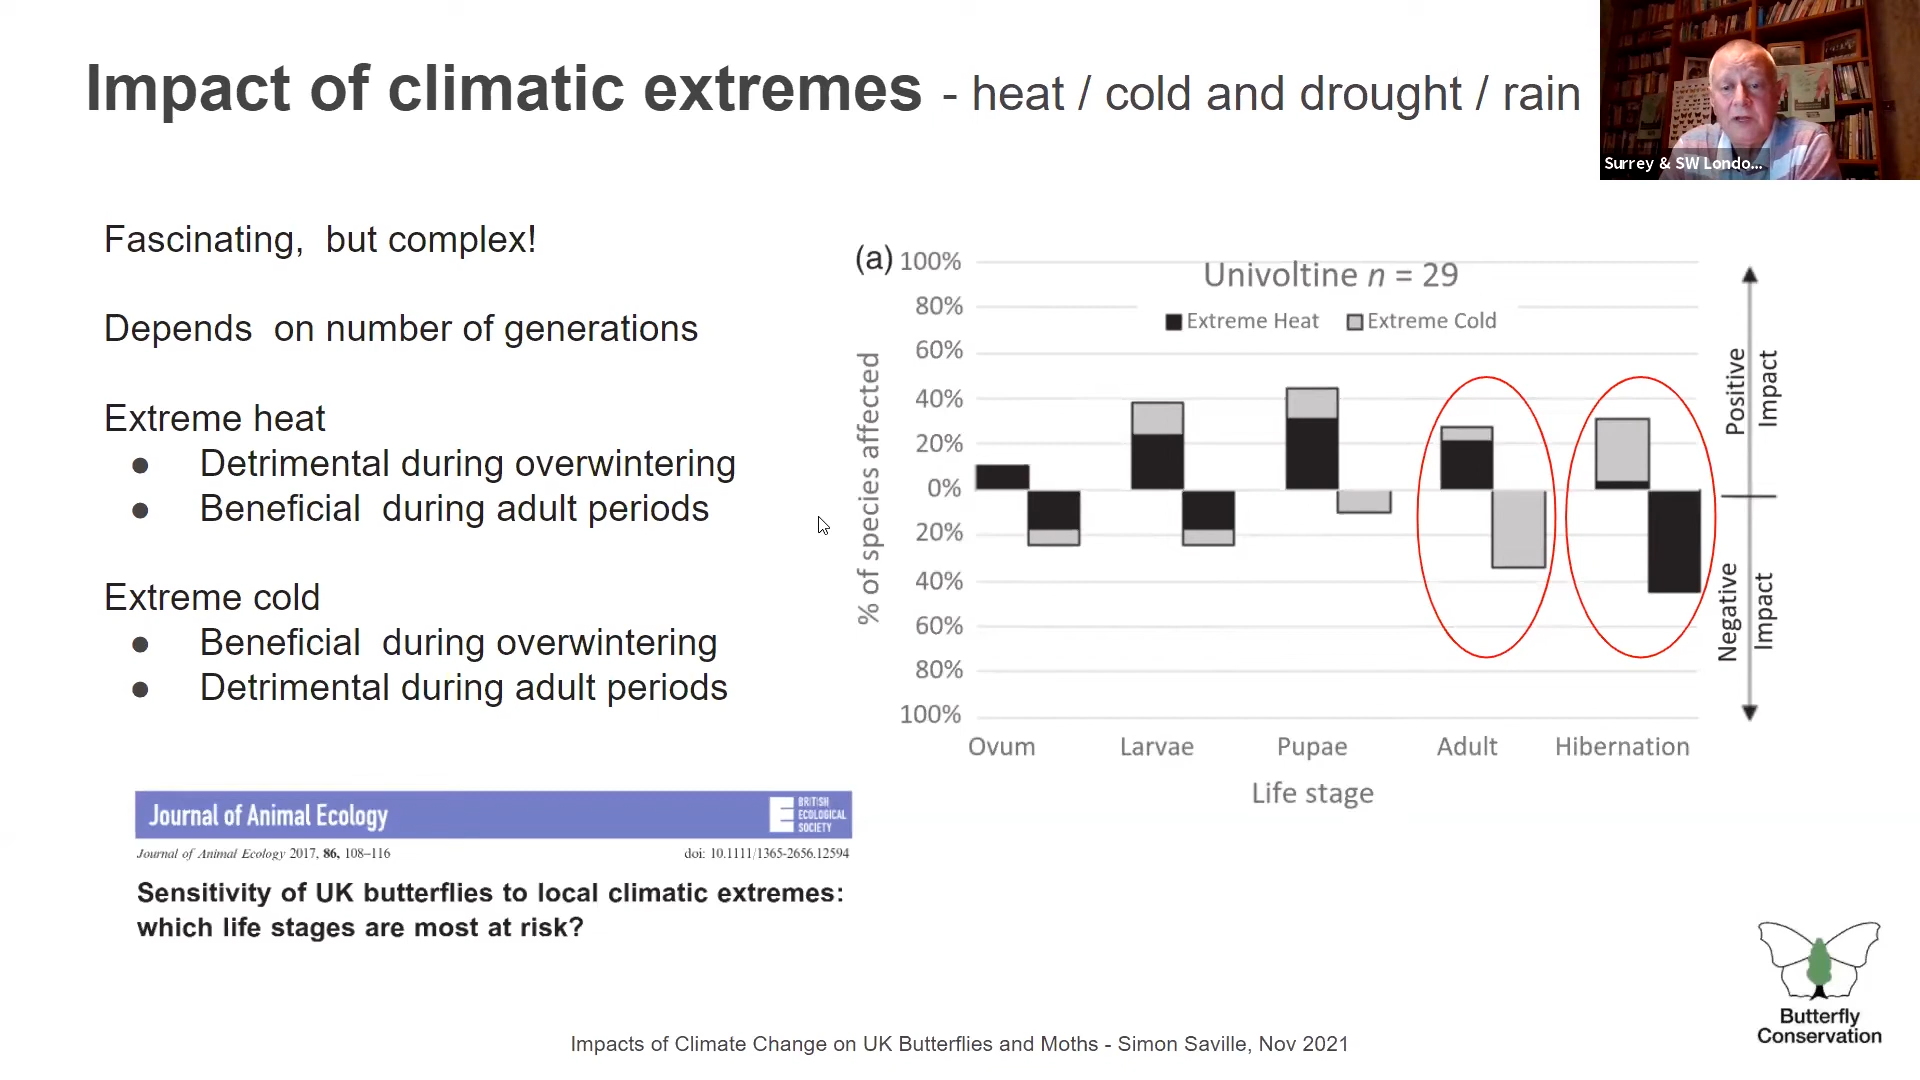 Impact of climatic extremes - heat / cold and drought / rain
Surrey & SW Londo...
Fascinating, but complex!
Depends on number of generations
Extreme heat
● Detrimental during overwintering
● Beneficial during adult periods
Extreme cold
● Beneficial during overwintering
● Detrimental during adult periods
(a)
Univoltine n = 29
Extreme Heat Extreme Cold
% of species affected
100%
80%
60%
40%
20%
0%
20%
40%
60%
80%
100%
Ovum Larvae Pupae Adult Hibernation
Life stage
Positive
Impact
Negative
Impact
Journal of Animal Ecology
BRITISH
ECOLOGICAL
SOCIETY
Journal of Animal Ecology 2017, 86, 108–116 doi: 10.1111/1365-2656.12594
Sensitivity of UK butterflies to local climatic extremes:
which life stages are most at risk?
Butterfly
Conservation
Impacts of Climate Change on UK Butterflies and Moths - Simon Saville, Nov 2021